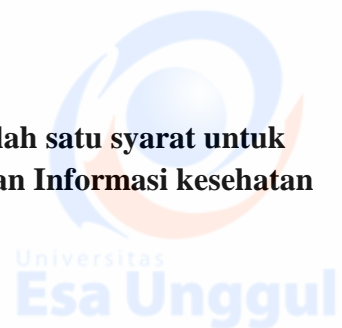 lah satu syarat untuk
an Informasi kesehatan
Universitas
Esa Unggul